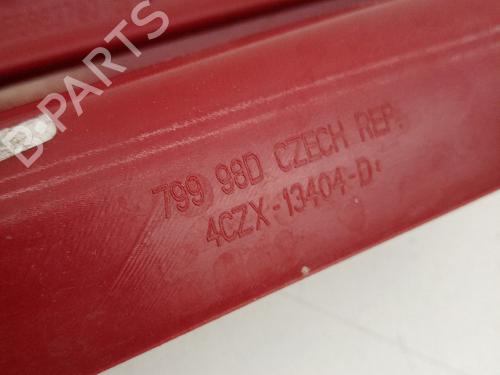 B-PARTS
799 98D CZECH REP.
4CZX-13404-D